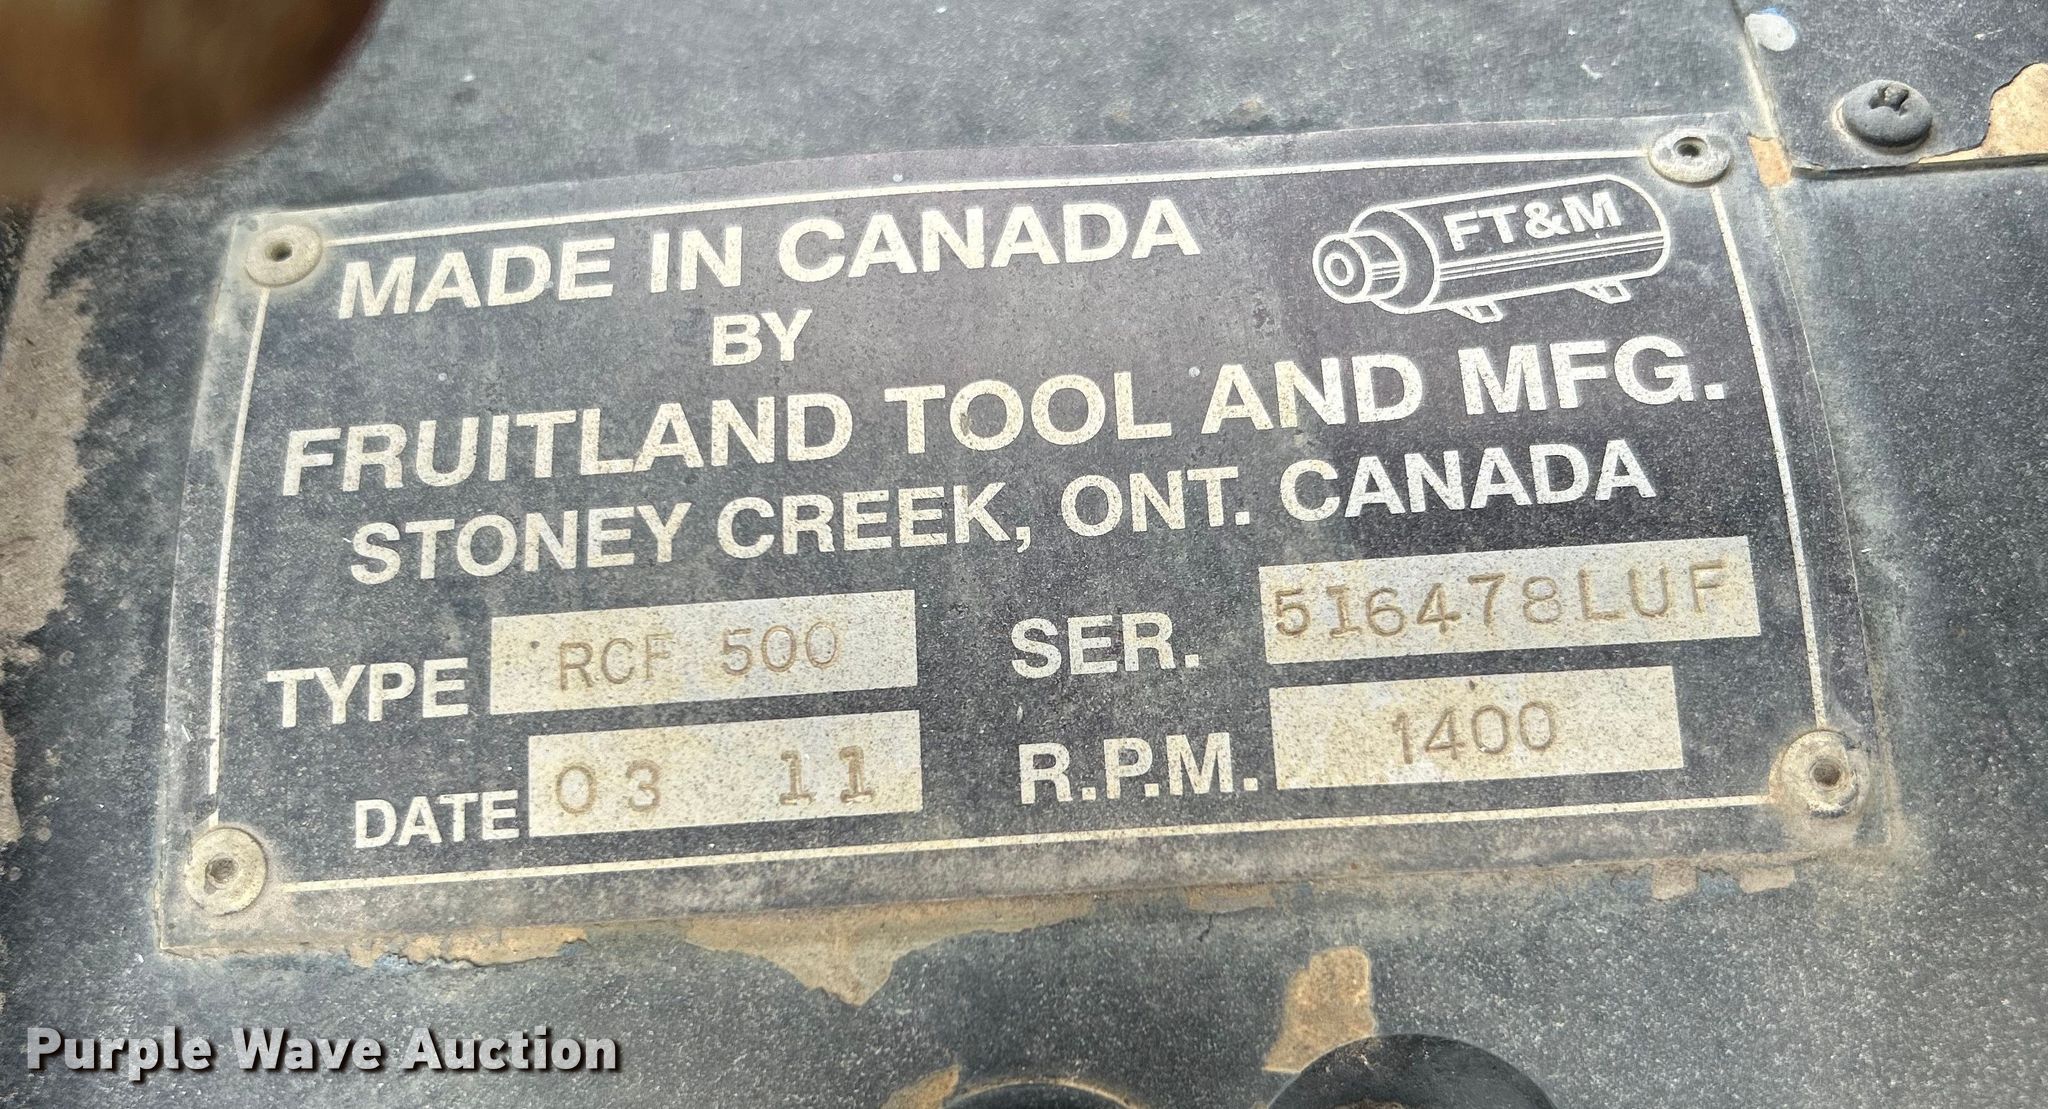 MADE IN CANADA
FT&M
BY
FRUITLAND TOOL AND MFG.
STONEY CREEK, ONT. CANADA
TYPE RCF 500 SER. 516478LUF
DATE 03 11 R.P.M. 1400
Purple Wave Auction